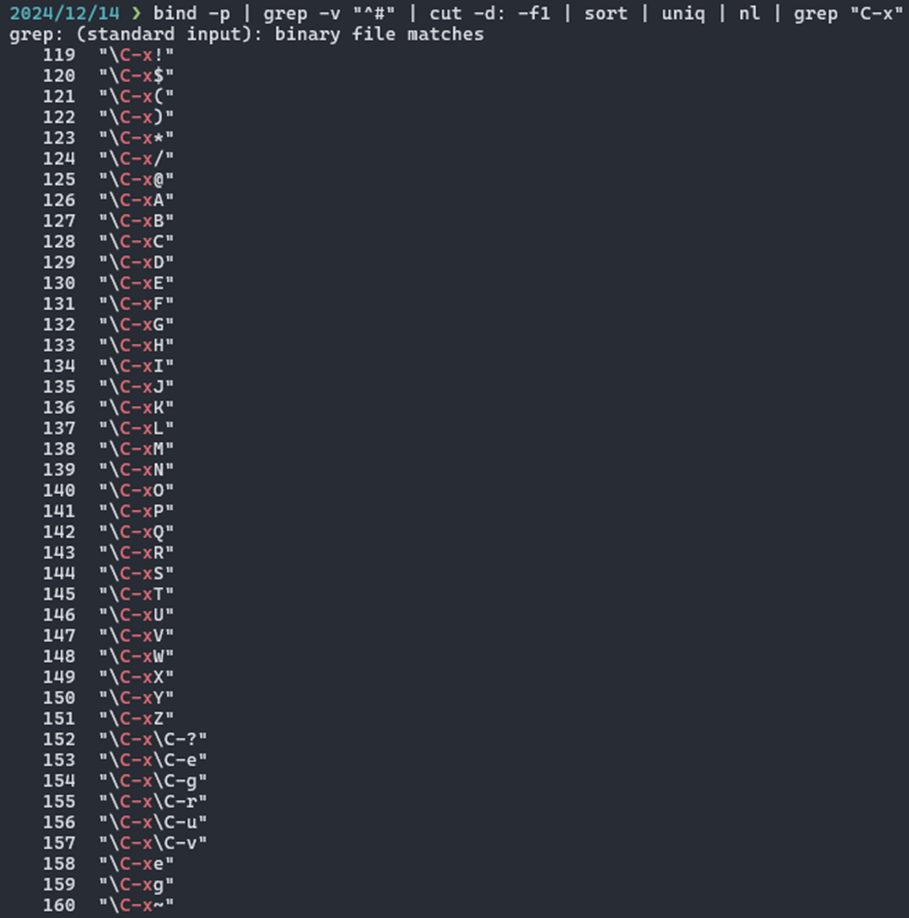 2024/12/14 ❯ bind -p | grep -v "^#" | cut -d: -f1 | sort | uniq | nl | grep "C-x"
grep: (standard input): binary file matches
119 "\C-x!"
120 "\C-x$"
121 "\C-x("
122 "\C-x)"
123 "\C-x*"
124 "\C-x/"
125 "\C-x@"
126 "\C-xA"
127 "\C-xB"
128 "\C-xC"
129 "\C-xD"
130 "\C-xE"
131 "\C-xF"
132 "\C-xG"
133 "\C-xH"
134 "\C-xI"
135 "\C-xJ"
136 "\C-xK"
137 "\C-xL"
138 "\C-xM"
139 "\C-xN"
140 "\C-xO"
141 "\C-xP"
142 "\C-xQ"
143 "\C-xR"
144 "\C-xS"
145 "\C-xT"
146 "\C-xU"
147 "\C-xV"
148 "\C-xW"
149 "\C-xX"
150 "\C-xY"
151 "\C-xZ"
152 "\C-x\C-?"
153 "\C-x\C-e"
154 "\C-x\C-g"
155 "\C-x\C-r"
156 "\C-x\C-u"
157 "\C-x\C-v"
158 "\C-xe"
159 "\C-xg"
160 "\C-x~"